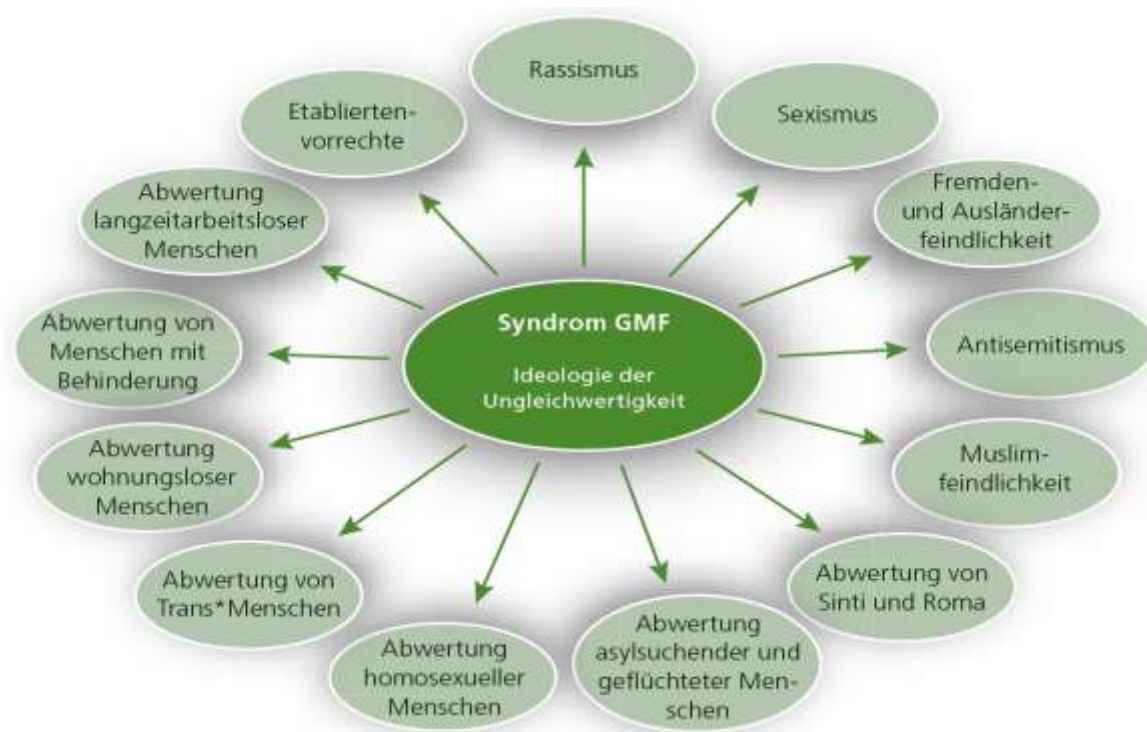 Rassismus
Sexismus
Fremden-
und Ausländer-
feindlichkeit
Antisemitismus
Muslim-
feindlichkeit
Abwertung von
Sinti und Roma
Abwertung
asylsuchender und
geflüchteter Men-
schen
Abwertung
homosexueller
Menschen
Abwertung von
Trans*Menschen
Abwertung
wohnungsloser
Menschen
Abwertung von
Menschen mit
Behinderung
Abwertung
langzeitarbeitsloser
Menschen
Etablierten-
vorrechte
Syndrom GMF
Ideologie der
Ungleichwertigkeit